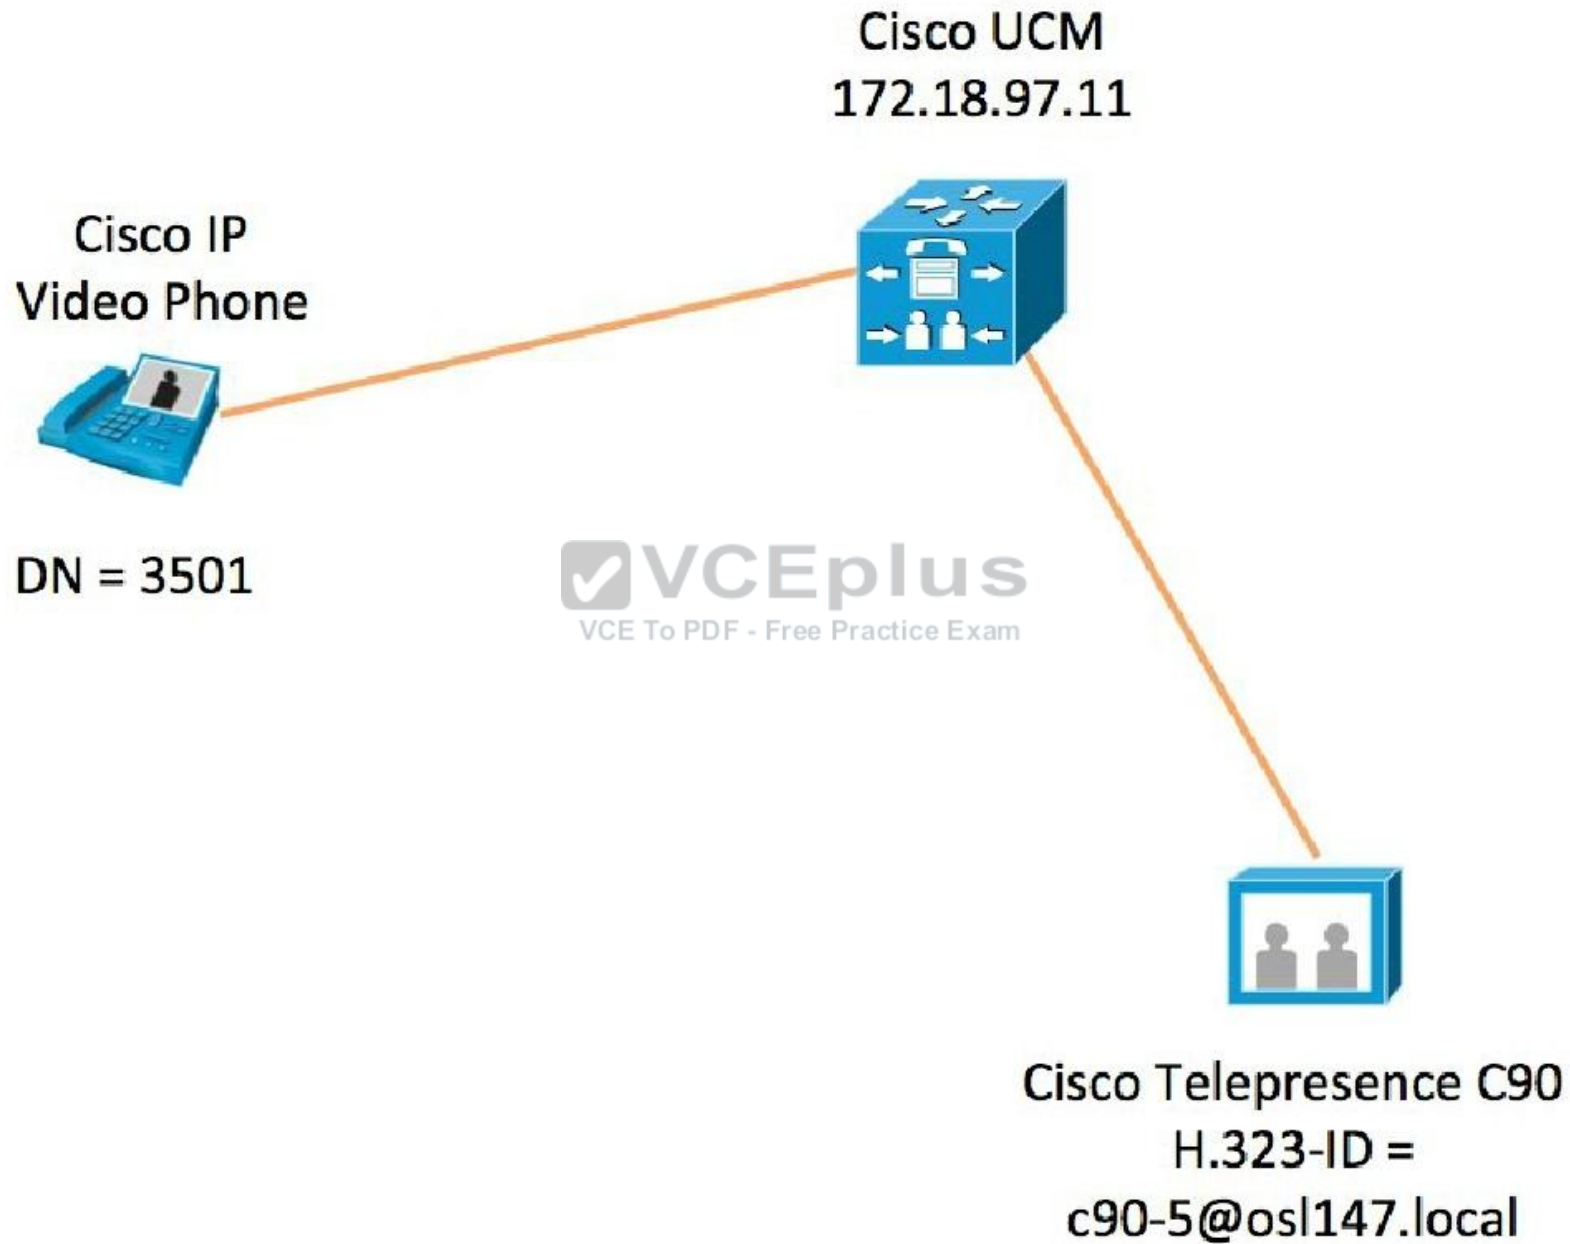 Cisco UCM
172.18.97.11
Cisco IP
Video Phone
DN = 3501
VCEplus
VCE To PDF - Free Practice Exam
Cisco Telepresence C90
H.323-ID =
c90-5@osl147.local